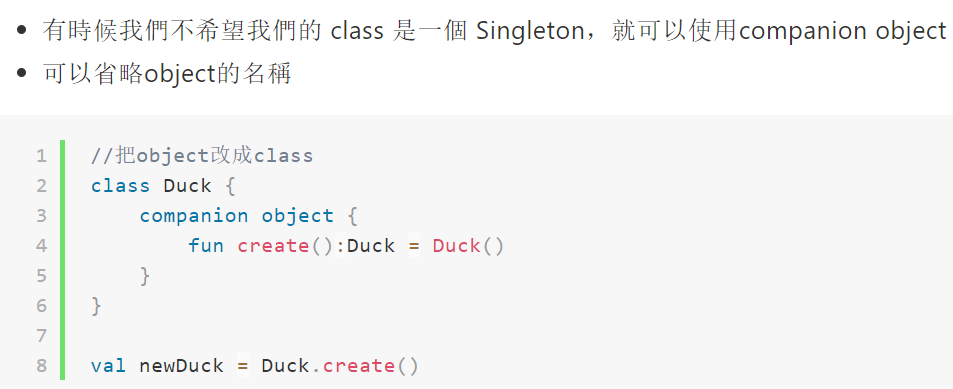 有時候我們不希望我們的 class 是一個 Singleton，就可以使用companion object
可以省略object的名稱
1 //把object改成class
2 class Duck {
3     companion object {
4         fun create():Duck = Duck()
5     }
6 }
7
8 val newDuck = Duck.create()